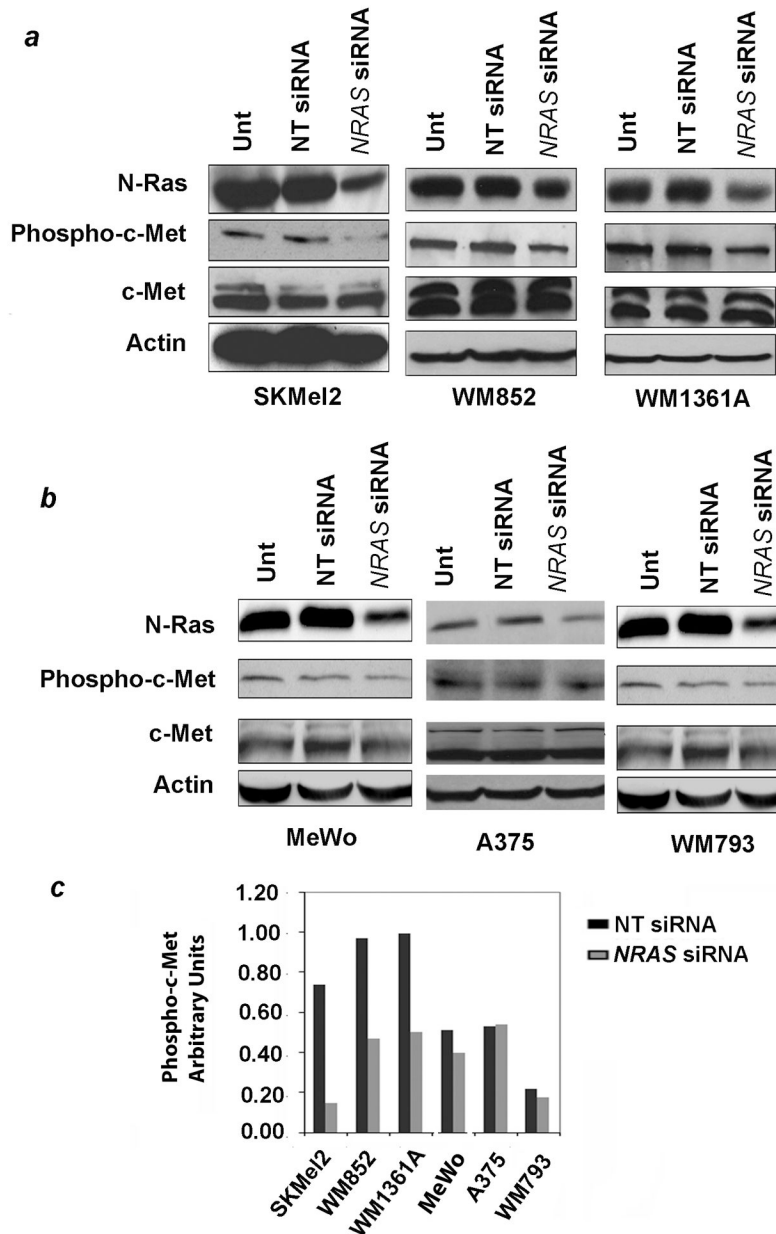 a
Unt NT siRNA NRAS siRNA Unt NT siRNA NRAS siRNA Unt NT siRNA NRAS siRNA
N-Ras
Phospho-c-Met
c-Met
Actin
SKMel2 WM852 WM1361A
b
Unt NT siRNA NRAS siRNA Unt NT siRNA NRAS siRNA Unt NT siRNA NRAS siRNA
N-Ras
Phospho-c-Met
c-Met
Actin
MeWo A375 WM793
c
Phospho-c-Met
Arbitrary Units
1.20
1.00
0.80
0.60
0.40
0.20
0.00
SKMel2 WM852 WM1361A MeWo A375 WM793
NT siRNA
NRAS siRNA